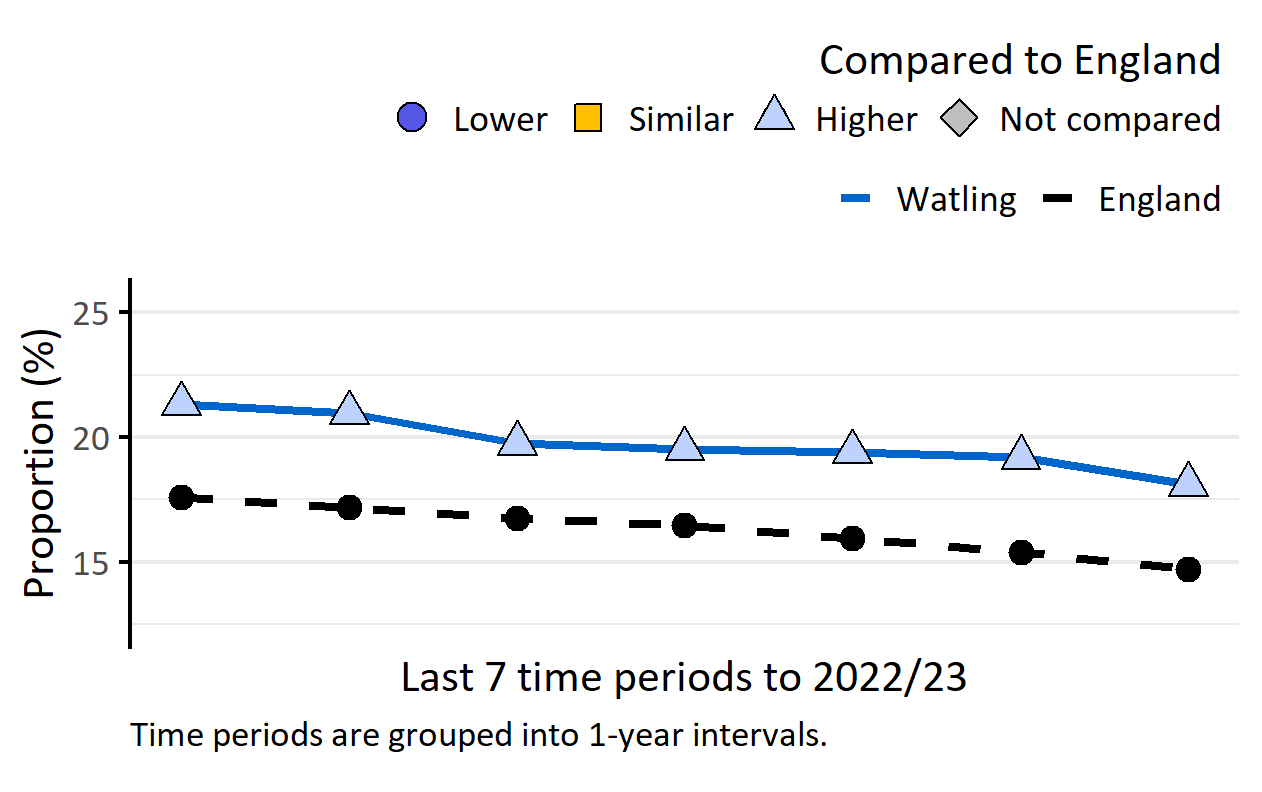 Compared to England
Lower Similar Higher Not compared
Watling England
25
20
15
Proportion (%)
Last 7 time periods to 2022/23
Time periods are grouped into 1-year intervals.